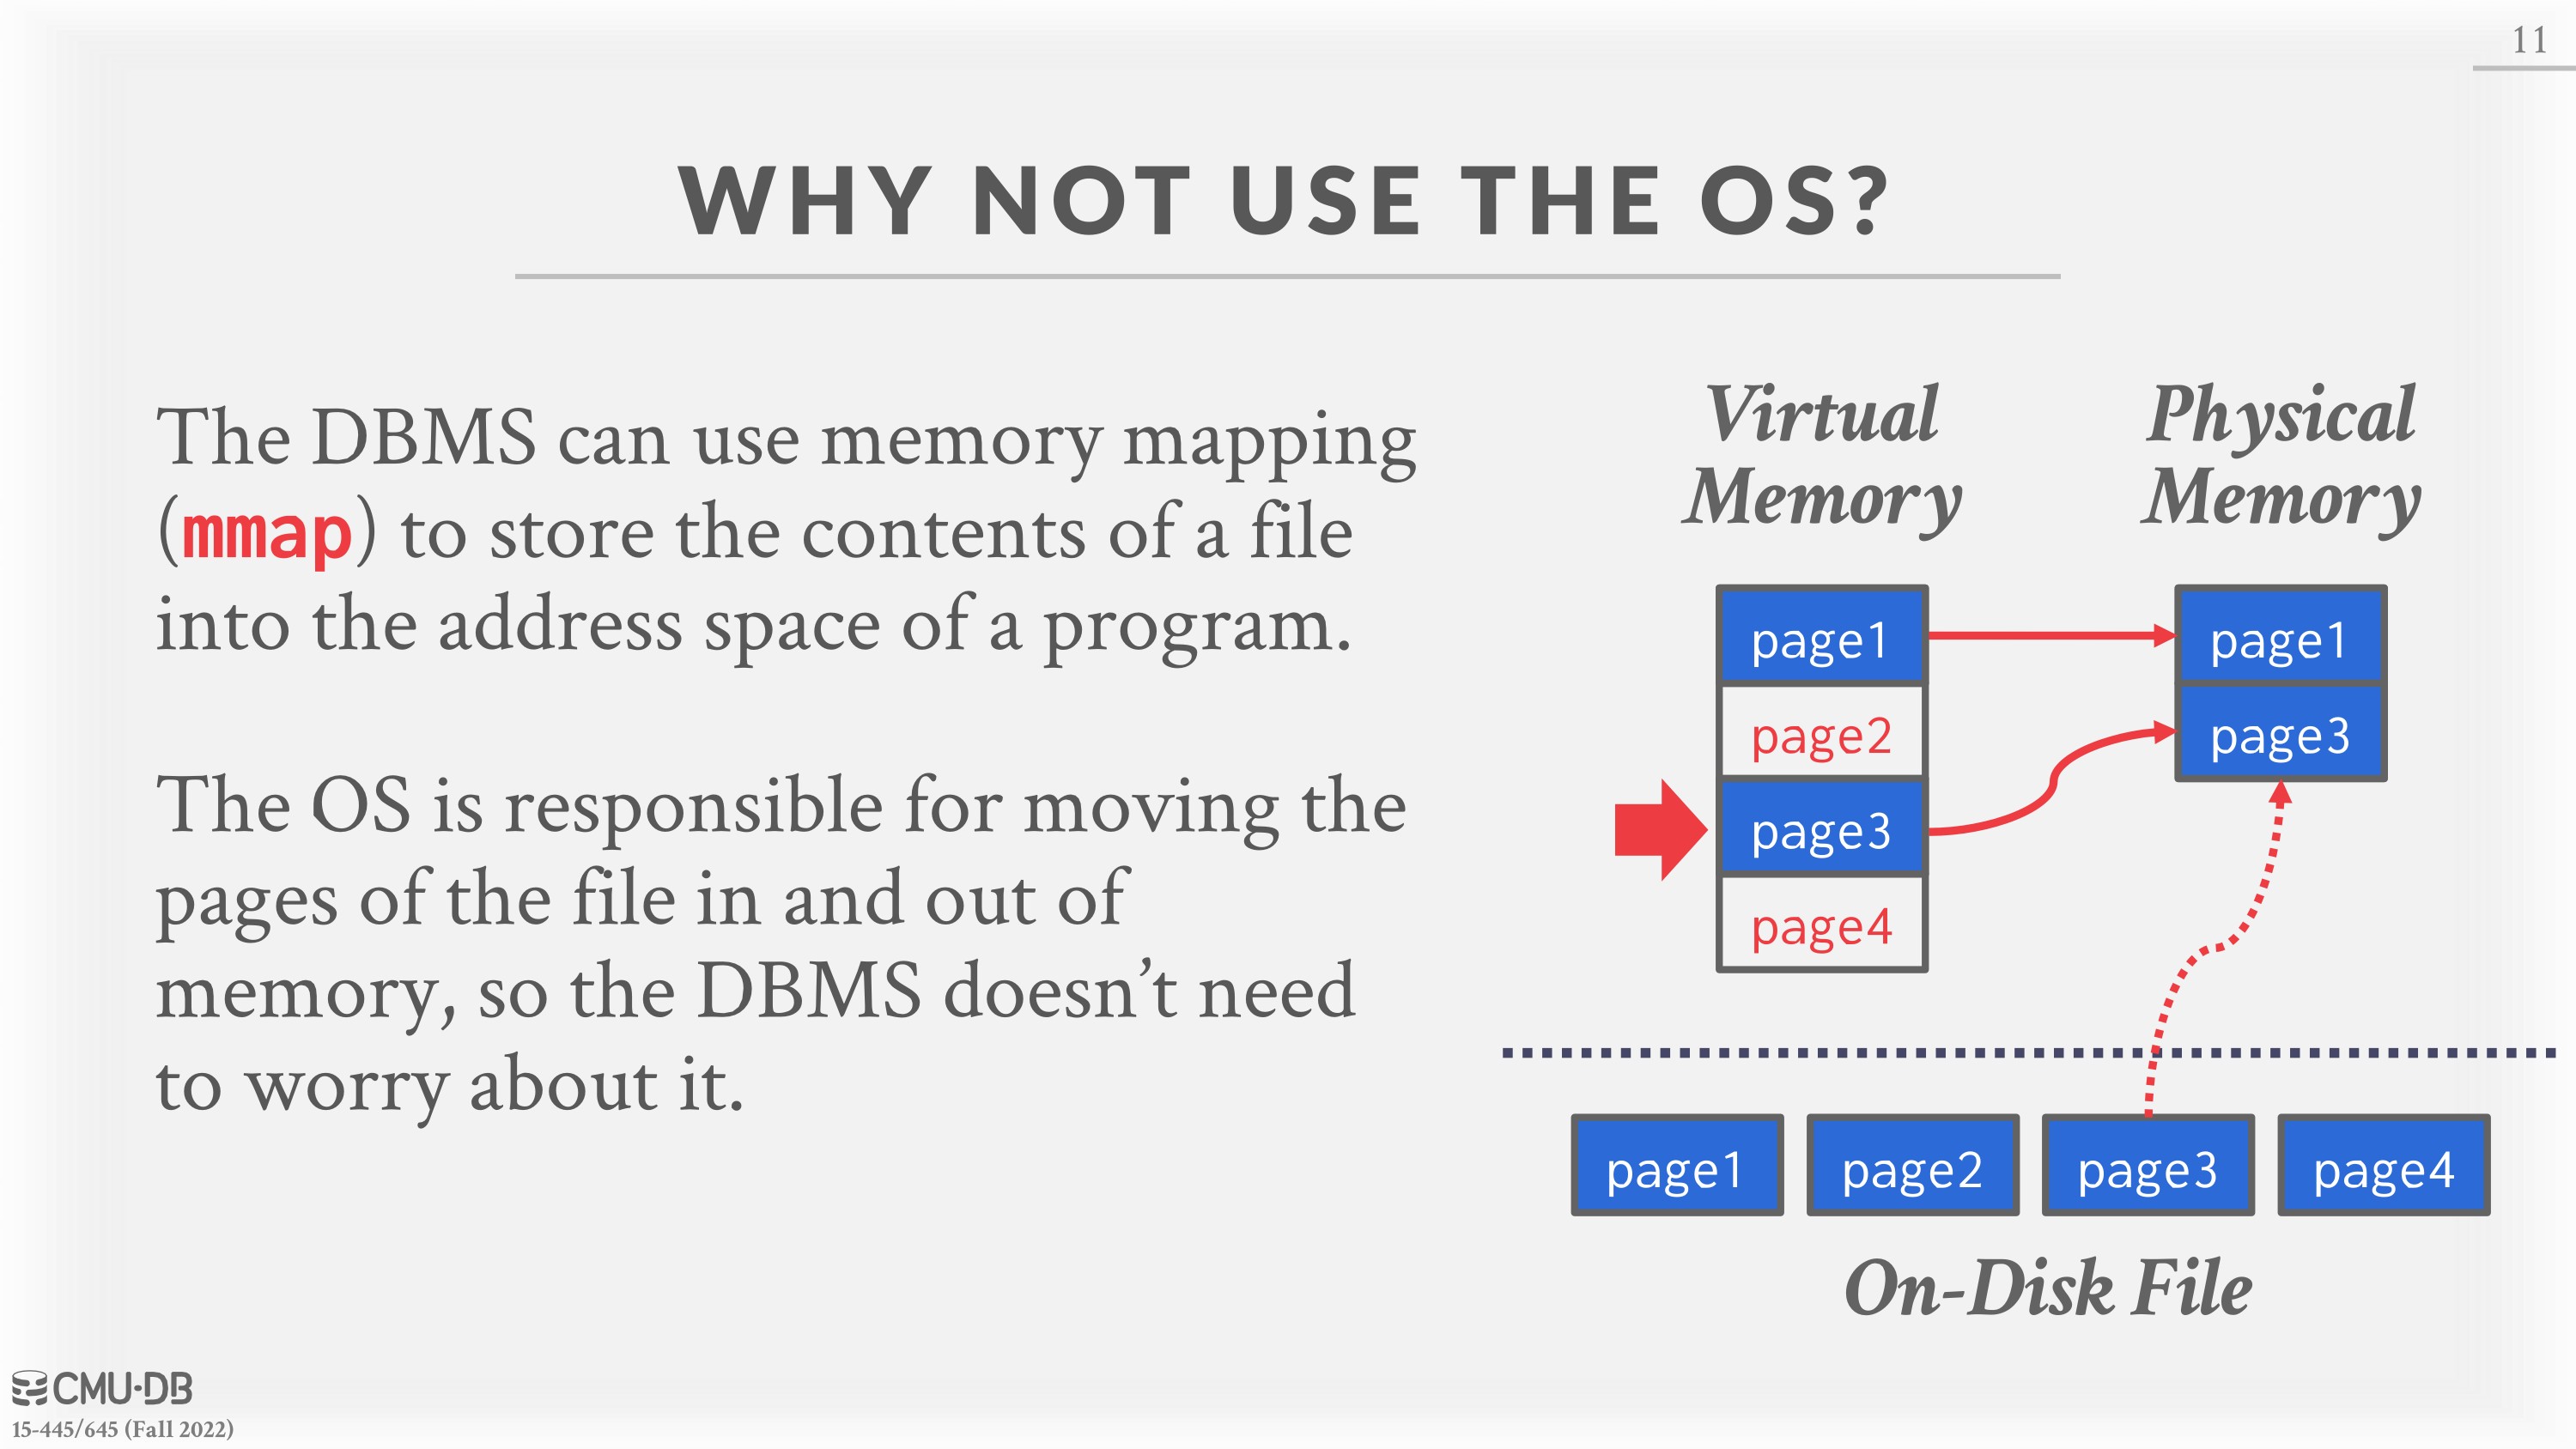 11
WHY NOT USE THE OS?
The DBMS can use memory mapping
(mmap) to store the contents of a file
into the address space of a program.
The OS is responsible for moving the
pages of the file in and out of
memory, so the DBMS doesn’t need
to worry about it.
Virtual
Memory
Physical
Memory
page1
page2
page3
page4
page1
page3
page1
page2
page3
page4
On-Disk File
CMU·DB
15-445/645 (Fall 2022)